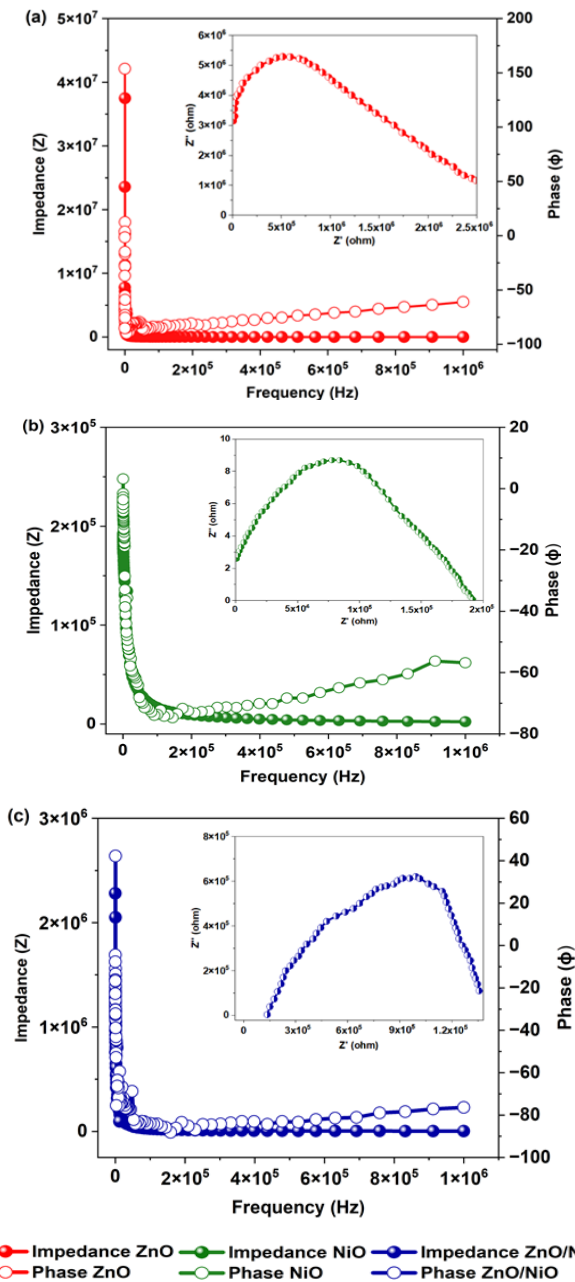 (a)
5×10⁷
4×10⁷
3×10⁷
2×10⁷
1×10⁷
0
Impedance (Z)
200
150
100
50
0
−50
−100
Phase (ϕ)
0 2×10⁵ 4×10⁵ 6×10⁵ 8×10⁵ 1×10⁶
Frequency (Hz)
6×10⁶
5×10⁶
4×10⁶
3×10⁶
2×10⁶
1×10⁶
0
Z'' (ohm)
0 5×10⁵ 1×10⁶ 2×10⁶ 2×10⁶ 2.5×10⁶
Z' (ohm)
(b)
3×10⁵
2×10⁵
1×10⁵
0
Impedance (Z)
20
0
−20
−40
−60
−80
Phase (ϕ)
0 2×10⁵ 4×10⁵ 6×10⁵ 8×10⁵ 1×10⁶
Frequency (Hz)
10
8
6
4
2
0
Z'' (ohm)
0 5×10⁶ 1×10⁵ 1×10⁵ 2×10⁵
Z' (ohm)
(c)
3×10⁶
2×10⁶
1×10⁶
0
Impedance (Z)
60
40
20
0
−20
−40
−60
−80
−100
Phase (ϕ)
0 2×10⁵ 4×10⁵ 6×10⁵ 8×10⁵ 1×10⁶
Frequency (Hz)
8×10⁵
6×10⁵
4×10⁵
2×10⁵
0
Z'' (ohm)
0 3×10⁵ 6×10⁵ 9×10⁵ 1.2×10⁵
Z' (ohm)
Impedance ZnO Impedance NiO Impedance ZnO/N
Phase ZnO Phase NiO Phase ZnO/NiO